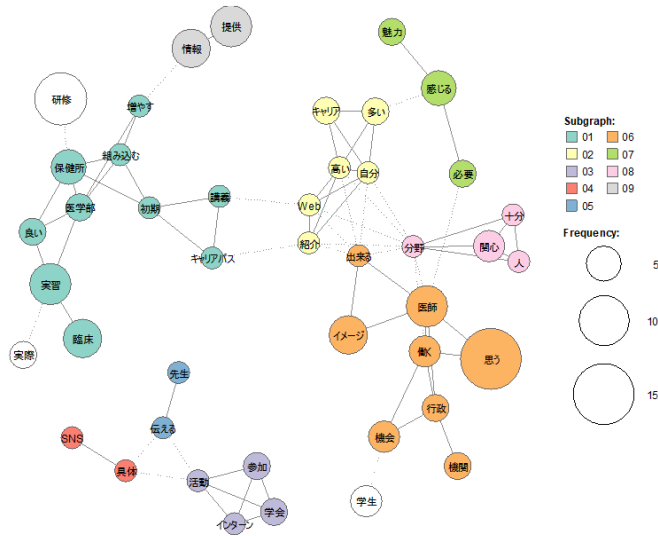 提供
情報
魅力
感じる
研修
増やす
キャリア
多い
組み込む
保健所
高い
自分
必要
医学部
初期
講義
Web
十分
良い
紹介
分野
関心
キャリアパス
出来る
人
実習
医師
イメージ
臨床
実際
働く
思う
先生
行政
伝える
機会
SNS
具体
参加
機関
活動
学生
インターン
学会
Subgraph:
01
06
02
07
03
08
04
09
05
Frequency:
5
10
15